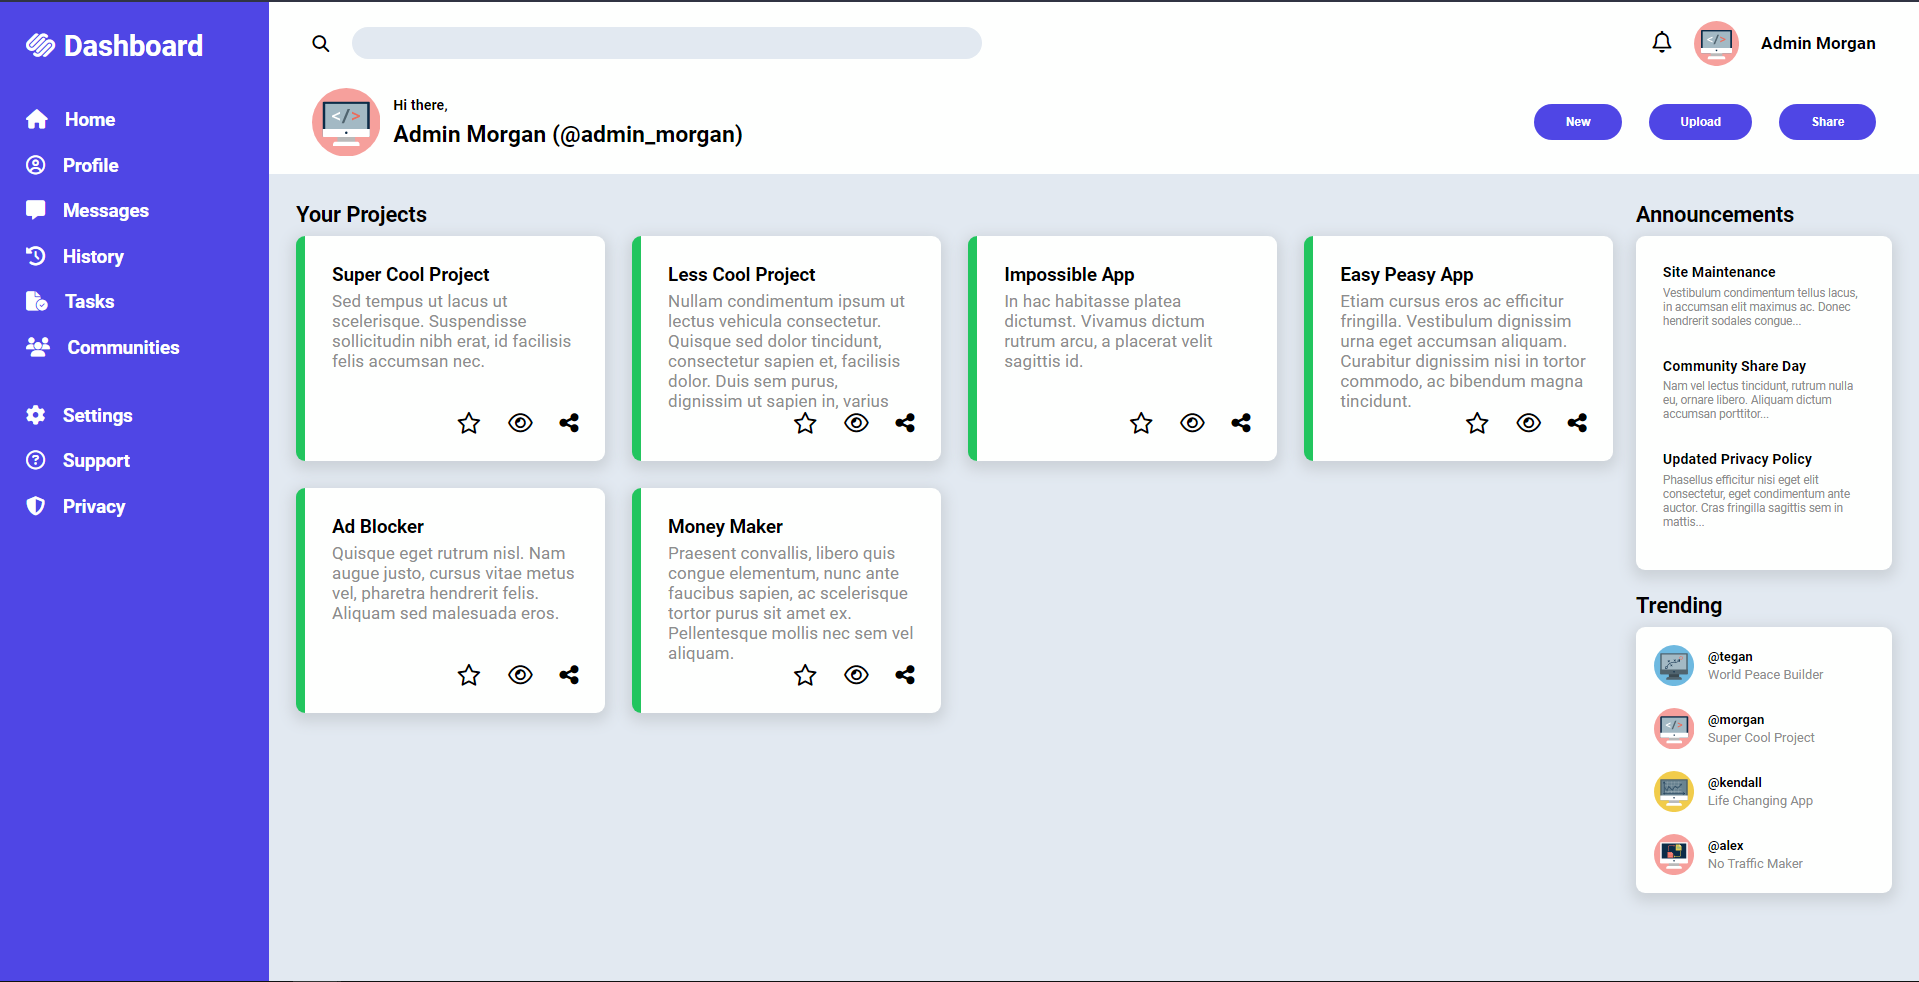 Dashboard
Home
Profile
Messages
History
Tasks
Communities
Settings
Support
Privacy
Admin Morgan
Hi there,
Admin Morgan (@admin_morgan)
New
Upload
Share
Your Projects
Super Cool Project
Sed tempus ut lacus ut
scelerisque. Suspendisse
sollicitudin nibh erat, id facilisis
felis accumsan nec.
Less Cool Project
Nullam condimentum ipsum ut
lectus vehicula consectetur.
Quisque sed dolor tincidunt,
consectetur sapien et, facilisis
dolor. Duis sem purus,
dignissim ut sapien in, varius
Impossible App
In hac habitasse platea
dictumst. Vivamus dictum
rutrum arcu, a placerat velit
sagittis id.
Easy Peasy App
Etiam cursus eros ac efficitur
fringilla. Vestibulum dignissim
urna eget accumsan aliquam.
Curabitur dignissim nisi in tortor
commodo, ac bibendum magna
tincidunt.
Ad Blocker
Quisque eget rutrum nisl. Nam
augue justo, cursus vitae metus
vel, pharetra hendrerit felis.
Aliquam sed malesuada eros.
Money Maker
Praesent convallis, libero quis
congue elementum, nunc ante
faucibus sapien, ac scelerisque
tortor purus sit amet ex.
Pellentesque mollis nec sem vel
aliquam.
Announcements
Site Maintenance
Vestibulum condimentum tellus lacus,
in accumsan elit maximus ac. Donec
hendrerit sodales congue...
Community Share Day
Nam vel lectus tincidunt, rutrum nulla
eu, ornare libero. Aliquam dictum
accumsan porttitor...
Updated Privacy Policy
Phasellus efficitur nisi eget elit
consectetur, eget condimentum ante
auctor. Cras fringilla sagittis sem in
mattis...
Trending
@tegan
World Peace Builder
@morgan
Super Cool Project
@kendall
Life Changing App
@alex
No Traffic Maker